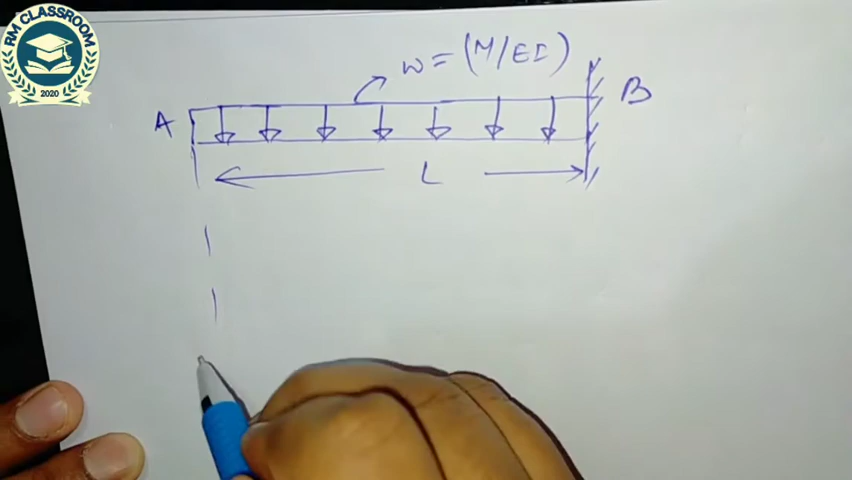 RM CLASSROOM
2020
w = (M/EI)
A
B
L